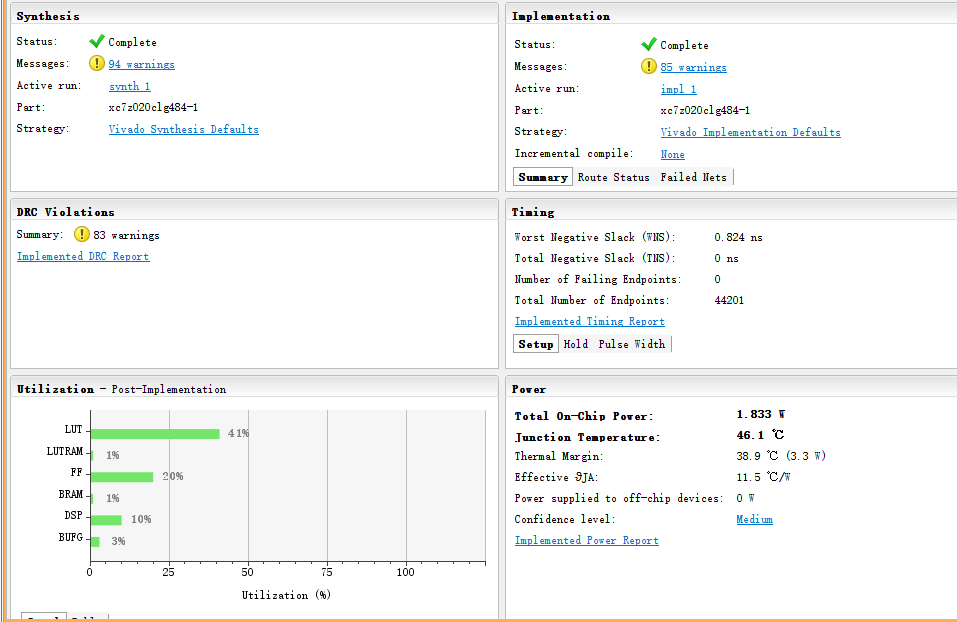 Synthesis
Status: Complete
Messages: 94 warnings
Active run: synth_1
Part: xc7z020clg484-1
Strategy: Vivado Synthesis Defaults
Implementation
Status: Complete
Messages: 85 warnings
Active run: impl_1
Part: xc7z020clg484-1
Strategy: Vivado Implementation Defaults
Incremental compile: None
Summary Route Status Failed Nets
DRC Violations
Summary: 83 warnings
Implemented DRC Report
Timing
Worst Negative Slack (WNS): 0.824 ns
Total Negative Slack (TNS): 0 ns
Number of Failing Endpoints: 0
Total Number of Endpoints: 44201
Implemented Timing Report
Setup Hold Pulse Width
Utilization - Post-Implementation
LUT 41%
LUTRAM 1%
FF 20%
BRAM 1%
DSP 10%
BUFG 3%
0 25 50 75 100
Utilization (%)
Power
Total On-Chip Power: 1.833 W
Junction Temperature: 46.1 ℃
Thermal Margin: 38.9 ℃ (3.3 W)
Effective ϑJA: 11.5 ℃/W
Power supplied to off-chip devices: 0 W
Confidence level: Medium
Implemented Power Report